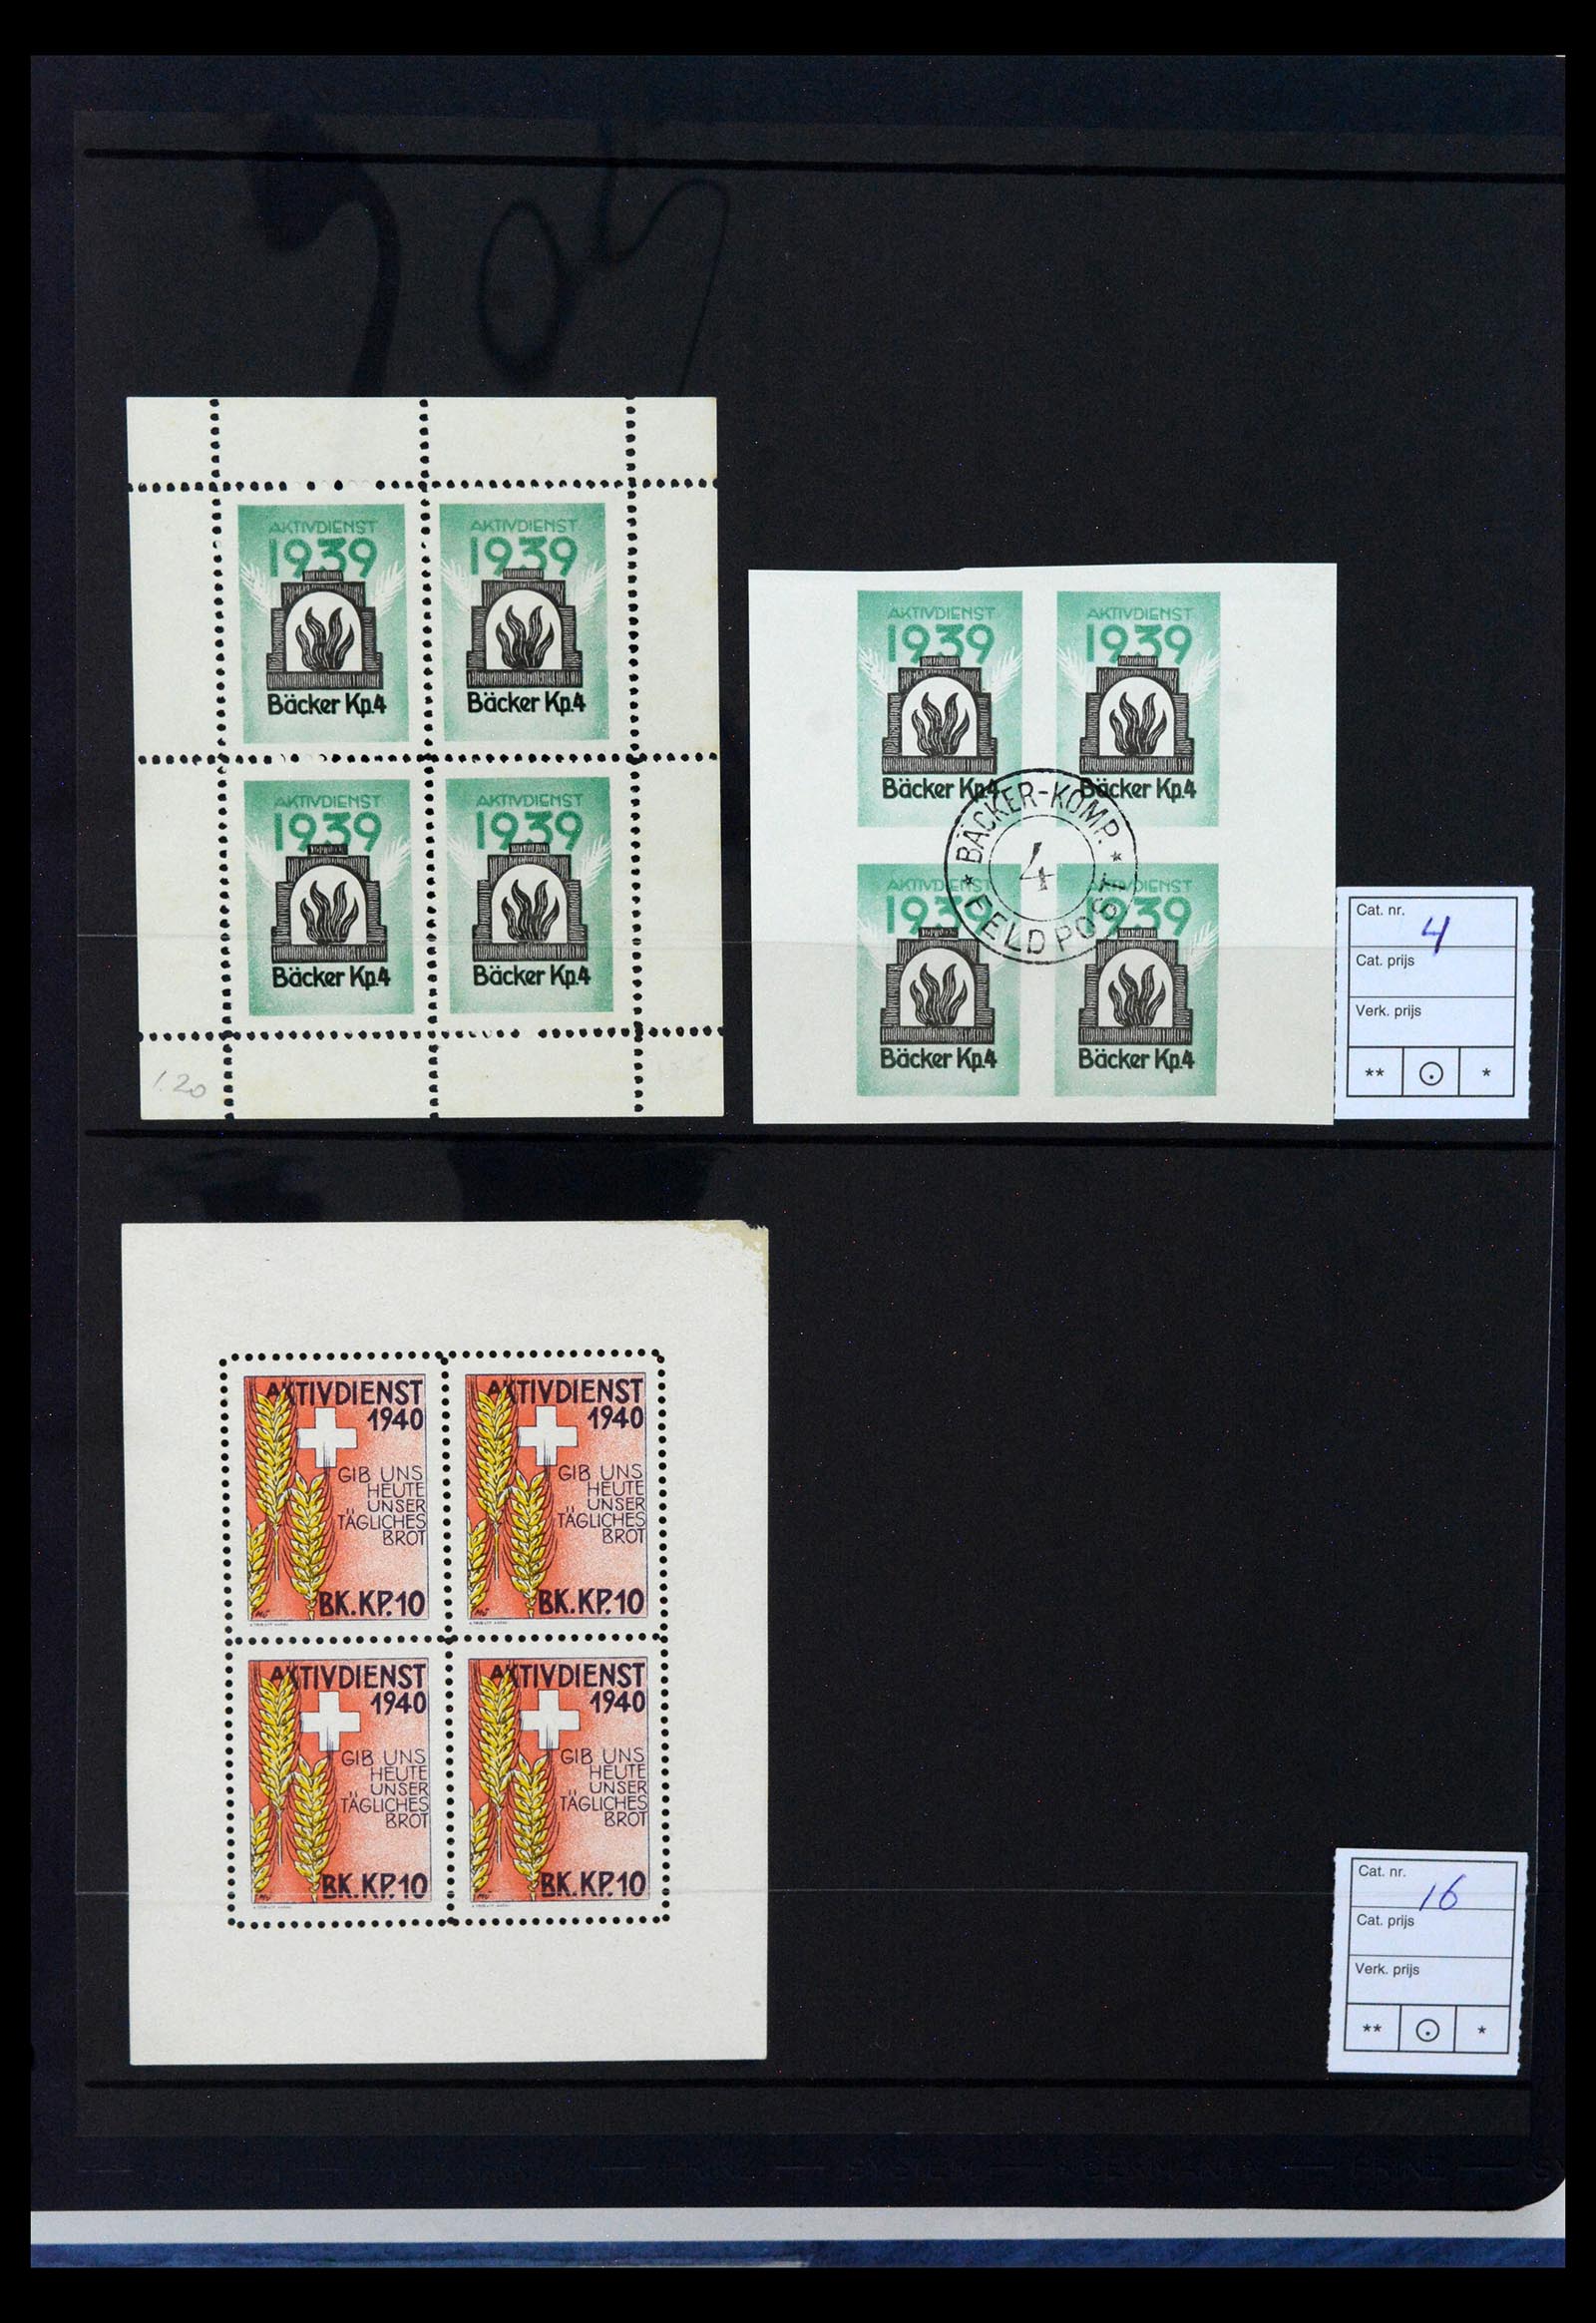 AKTIVDIENST
1939
Bäcker Kp.4
AKTIVDIENST
1939
Bäcker Kp.4
AKTIVDIENST
1939
Bäcker Kp.4
AKTIVDIENST
1939
Bäcker Kp.4
1.20
AKTIVDIENST
1939
Bäcker Kp.4
AKTIVDIENST
1939
Bäcker Kp.4
AKTIVDIENST
1939
Bäcker Kp.4
AKTIVDIENST
1939
Bäcker Kp.4
* BÄCKER-KOMP. *
4
FELDPOST
Cat. nr.
4
Cat. prijs
Verk. prijs
** *
AKTIVDIENST
1940
GIB UNS
HEUTE
UNSER
TÄGLICHES
BROT
BK.KP.10
AKTIVDIENST
1940
GIB UNS
HEUTE
UNSER
TÄGLICHES
BROT
BK.KP.10
AKTIVDIENST
1940
GIB UNS
HEUTE
UNSER
TÄGLICHES
BROT
BK.KP.10
AKTIVDIENST
1940
GIB UNS
HEUTE
UNSER
TÄGLICHES
BROT
BK.KP.10
Cat. nr.
16
Cat. prijs
Verk. prijs
** *